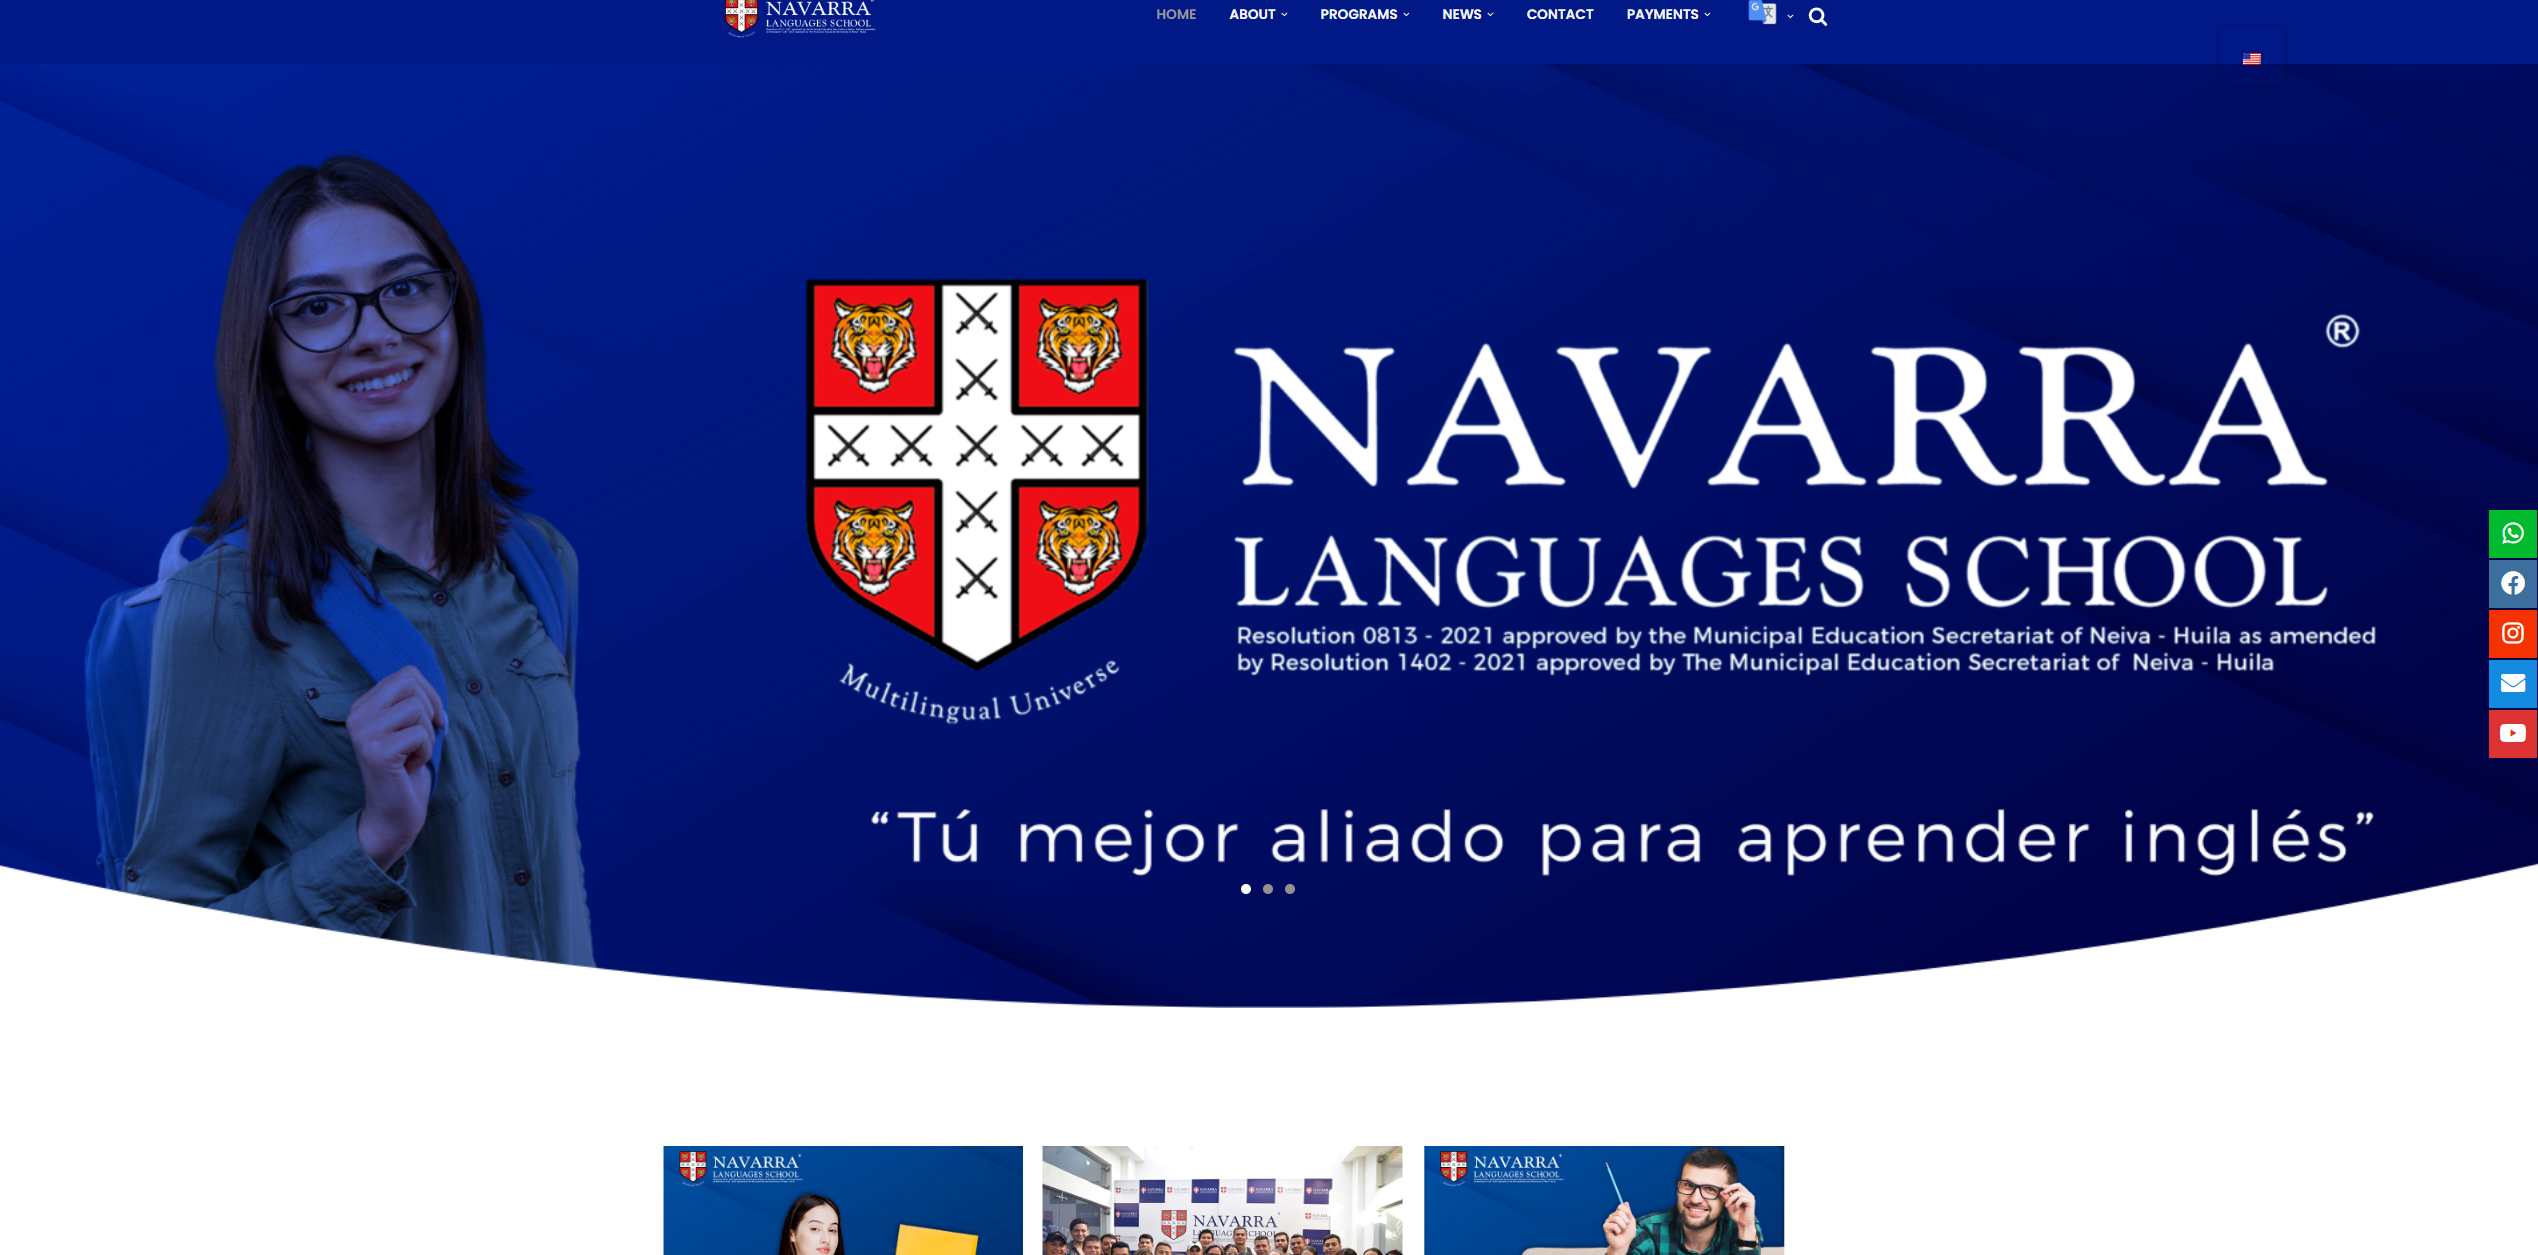 NAVARRA
LANGUAGES SCHOOL
HOME
ABOUT
PROGRAMS
NEWS
CONTACT
PAYMENTS
NAVARRA®
LANGUAGES SCHOOL
Resolution 0813 - 2021 approved by the Municipal Education Secretariat of Neiva - Huila as amended
by Resolution 1402 - 2021 approved by The Municipal Education Secretariat of Neiva - Huila
Multilingual Universe
“Tú mejor aliado para aprender inglés”
NAVARRA
LANGUAGES SCHOOL
NAVARRA
LANGUAGES SCHOOL
NAVARRA
LANGUAGES SCHOOL